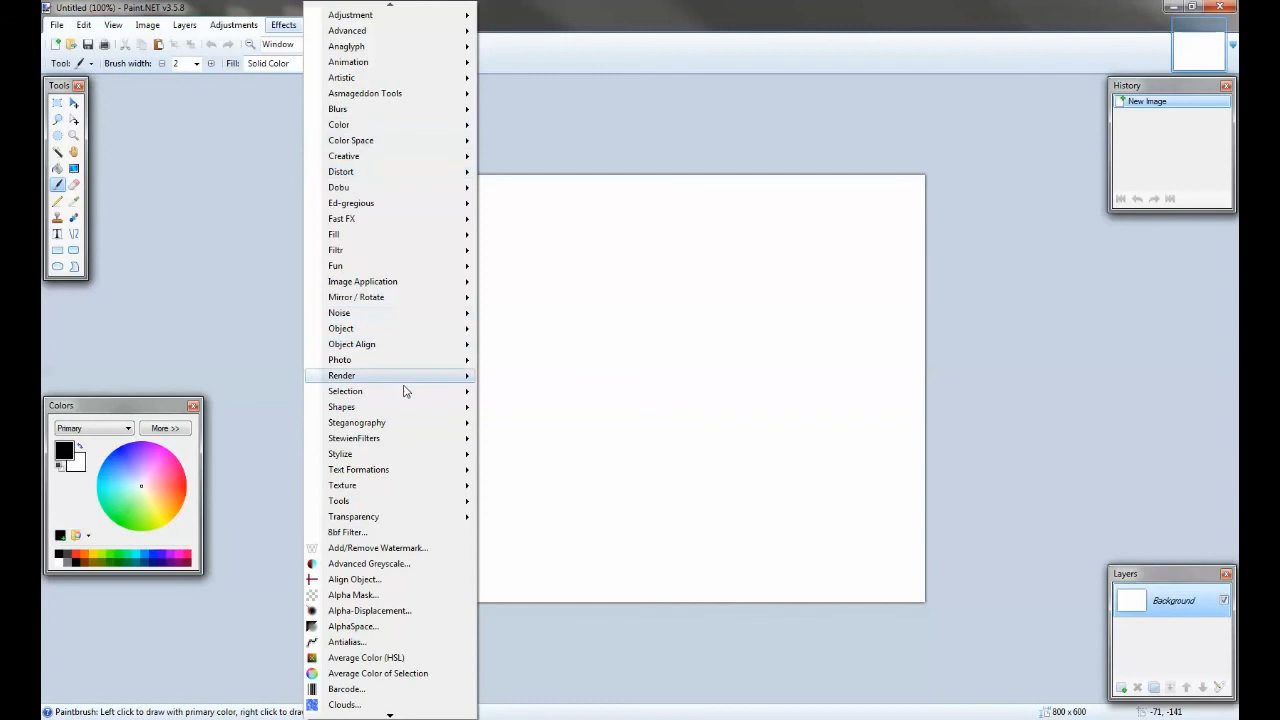 Untitled (100%) - Paint.NET v3.5.8
File Edit View Image Layers Adjustments Effects
Window
Tool: Brush width: 2 Fill: Solid Color
Tools
Adjustment
Advanced
Anaglyph
Animation
Artistic
Asmageddon Tools
Blurs
Color
Color Space
Creative
Distort
Dobu
Ed-gregious
Fast FX
Fill
Filtr
Fun
Image Application
Mirror / Rotate
Noise
Object
Object Align
Photo
Render
Selection
Shapes
Steganography
StewienFilters
Stylize
Text Formations
Texture
Tools
Transparency
8bf Filter...
Add/Remove Watermark...
Advanced Greyscale...
Align Object...
Alpha Mask...
Alpha-Displacement...
AlphaSpace...
Antialias...
Average Color (HSL)
Average Color of Selection
Barcode...
Clouds...
History
New Image
Colors
Primary More >>
Layers
Background
Paintbrush: Left click to draw with primary color, right click to dra
800 x 600 -71, -141